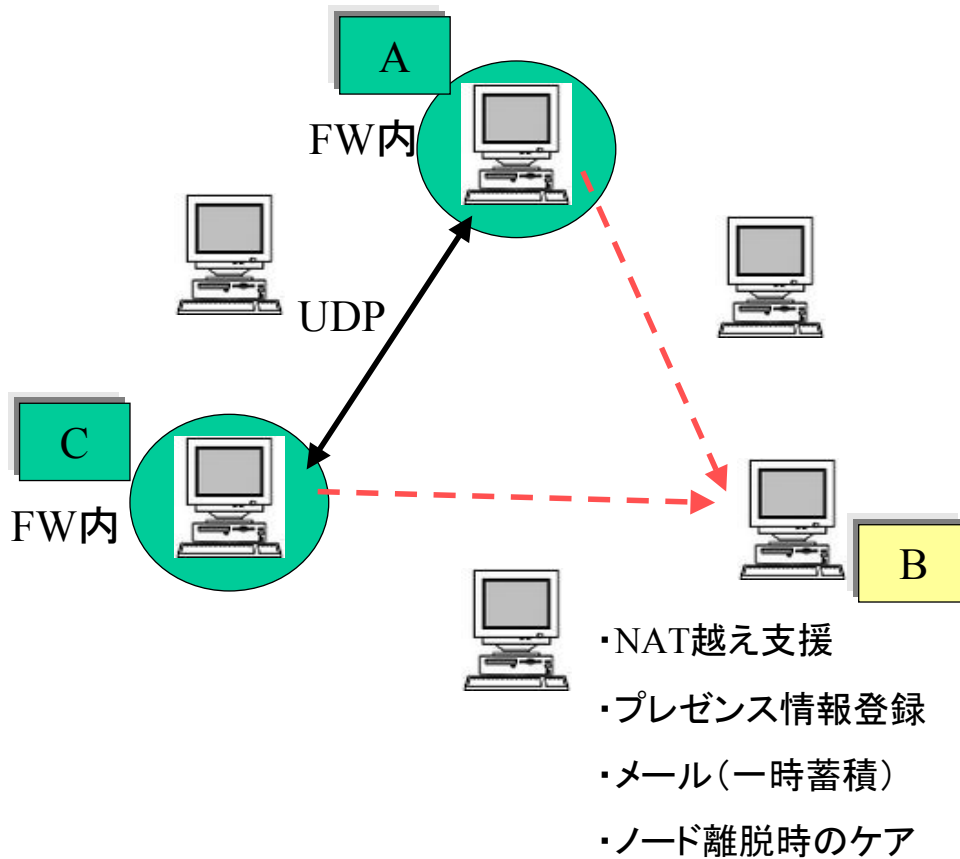 A
FW内
UDP
C
FW内
B
・NAT越え支援
・プレゼンス情報登録
・メール(一時蓄積)
・ノード離脱時のケア